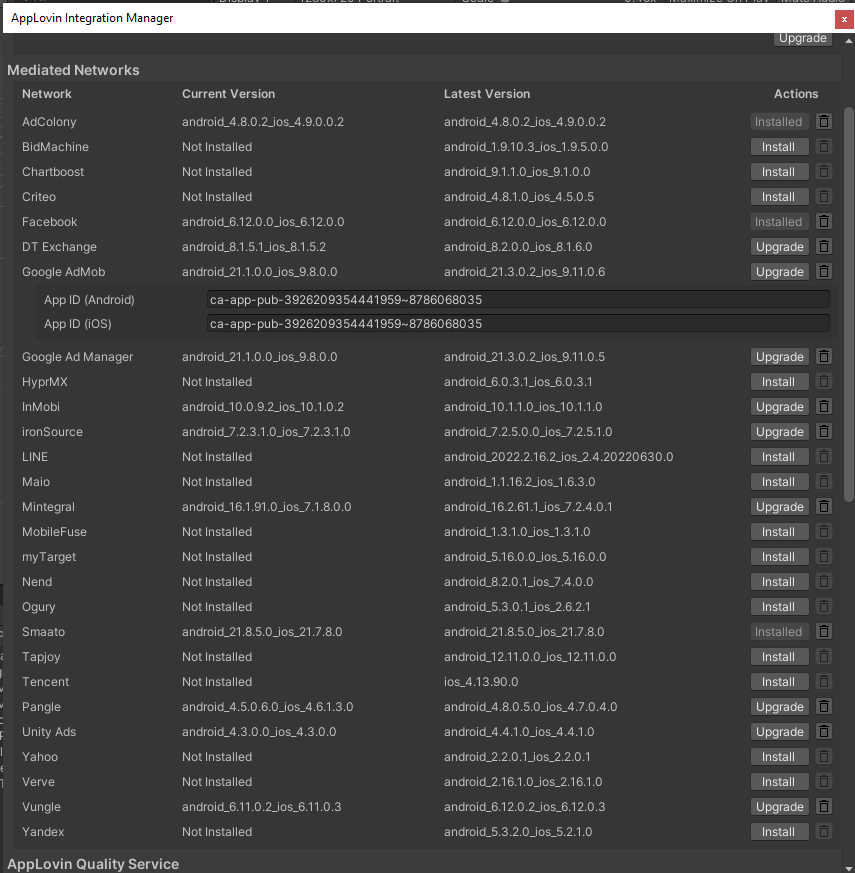 AppLovin Integration Manager
x
Upgrade
Mediated Networks
Network Current Version Latest Version Actions
AdColony android_4.8.0.2_ios_4.9.0.0.2 android_4.8.0.2_ios_4.9.0.0.2 Installed
BidMachine Not Installed android_1.9.10.3_ios_1.9.5.0.0 Install
Chartboost Not Installed android_9.1.1.0_ios_9.1.0.0 Install
Criteo Not Installed android_4.8.1.0_ios_4.5.0.5 Install
Facebook android_6.12.0.0_ios_6.12.0.0 android_6.12.0.0_ios_6.12.0.0 Installed
DT Exchange android_8.1.5.1_ios_8.1.5.2 android_8.2.0.0_ios_8.1.6.0 Upgrade
Google AdMob android_21.1.0.0_ios_9.8.0.0 android_21.3.0.2_ios_9.11.0.6 Upgrade
App ID (Android) ca-app-pub-3926209354441959~8786068035
App ID (iOS) ca-app-pub-3926209354441959~8786068035
Google Ad Manager android_21.1.0.0_ios_9.8.0.0 android_21.3.0.2_ios_9.11.0.5 Upgrade
HyprMX Not Installed android_6.0.3.1_ios_6.0.3.1 Install
InMobi android_10.0.9.2_ios_10.1.0.2 android_10.1.1.0_ios_10.1.1.0 Upgrade
ironSource android_7.2.3.1.0_ios_7.2.3.1.0 android_7.2.5.0.0_ios_7.2.5.1.0 Upgrade
LINE Not Installed android_2022.2.16.2_ios_2.4.20220630.0 Install
Maio Not Installed android_1.1.16.2_ios_1.6.3.0 Install
Mintegral android_16.1.91.0_ios_7.1.8.0.0 android_16.2.61.1_ios_7.2.4.0.1 Upgrade
MobileFuse Not Installed android_1.3.1.0_ios_1.3.1.0 Install
myTarget Not Installed android_5.16.0.0_ios_5.16.0.0 Install
Nend Not Installed android_8.2.0.1_ios_7.4.0.0 Install
Ogury Not Installed android_5.3.0.1_ios_2.6.2.1 Install
Smaato android_21.8.5.0_ios_21.7.8.0 android_21.8.5.0_ios_21.7.8.0 Installed
Tapjoy Not Installed android_12.11.0.0_ios_12.11.0.0 Install
Tencent Not Installed ios_4.13.90.0 Install
Pangle android_4.5.0.6.0_ios_4.6.1.3.0 android_4.8.0.5.0_ios_4.7.0.4.0 Upgrade
Unity Ads android_4.3.0.0_ios_4.3.0.0 android_4.4.1.0_ios_4.4.1.0 Upgrade
Yahoo Not Installed android_2.2.0.1_ios_2.2.0.1 Install
Verve Not Installed android_2.16.1.0_ios_2.16.1.0 Install
Vungle android_6.11.0.2_ios_6.11.0.3 android_6.12.0.2_ios_6.12.0.3 Upgrade
Yandex Not Installed android_5.3.2.0_ios_5.2.1.0 Install
AppLovin Quality Service